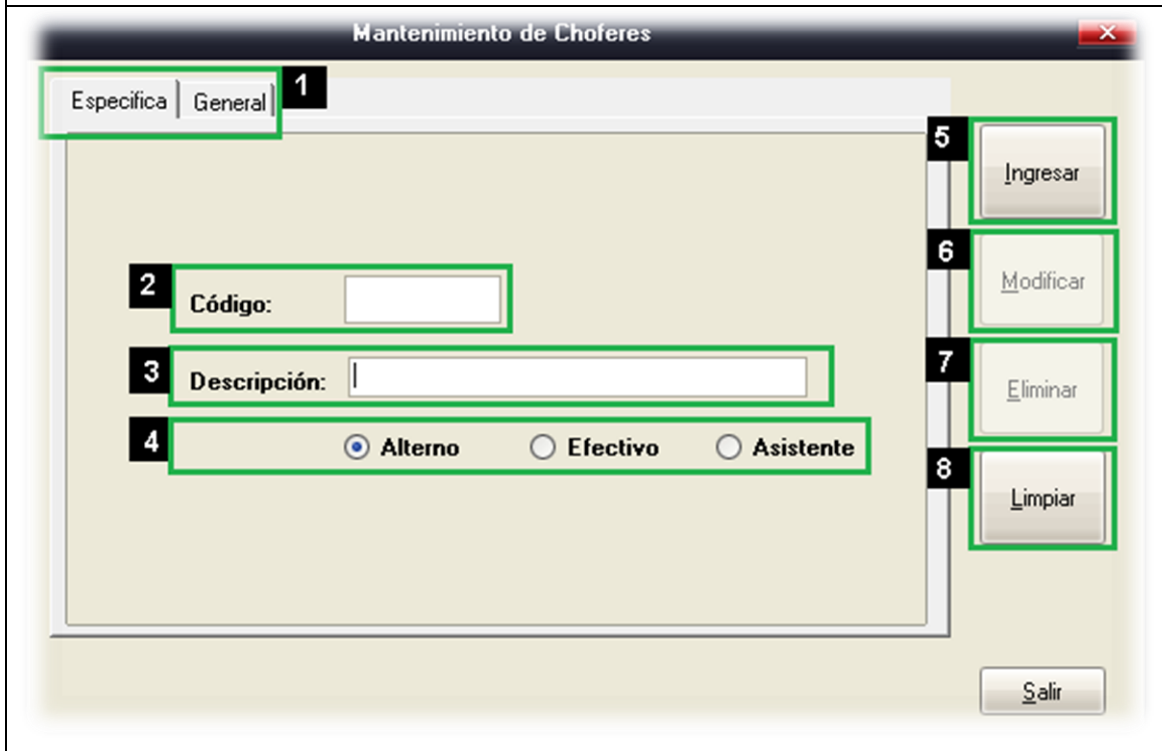 Mantenimiento de Choferes
Especifica General 1
5 Ingresar
6 Modificar
2 Código:
3 Descripción:
7 Eliminar
4 Alterno Efectivo Asistente
8 Limpiar
Salir